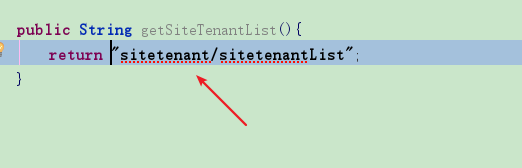 public String getSiteTenantList(){
return "sitetenant/sitetenantList";
}